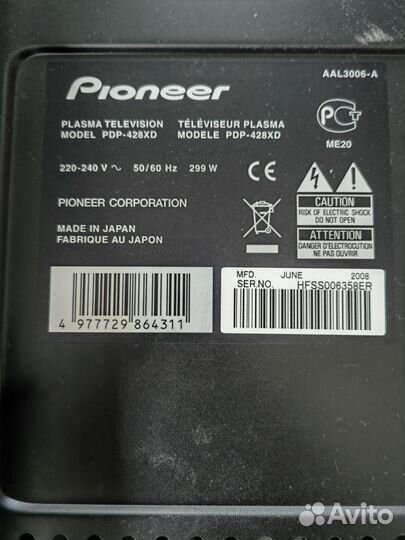 AAL3006-A
Pioneer
PLASMA TELEVISION
MODEL PDP-428XD
TÉLÉVISEUR PLASMA
MODELE PDP-428XD
PCT
ME20
220-240 V ~ 50/60 Hz 299 W
CE
PIONEER CORPORATION
CAUTION
RISK OF ELECTRIC SHOCK
DO NOT OPEN
MADE IN JAPAN
FABRIQUÉ AU JAPON
ATTENTION
DANGER D'ELECTROCUTION
NE PAS OUVRIR
MFD. JUNE 2008
SER.NO. HFSS006358ER
4 977729 864311
Avito